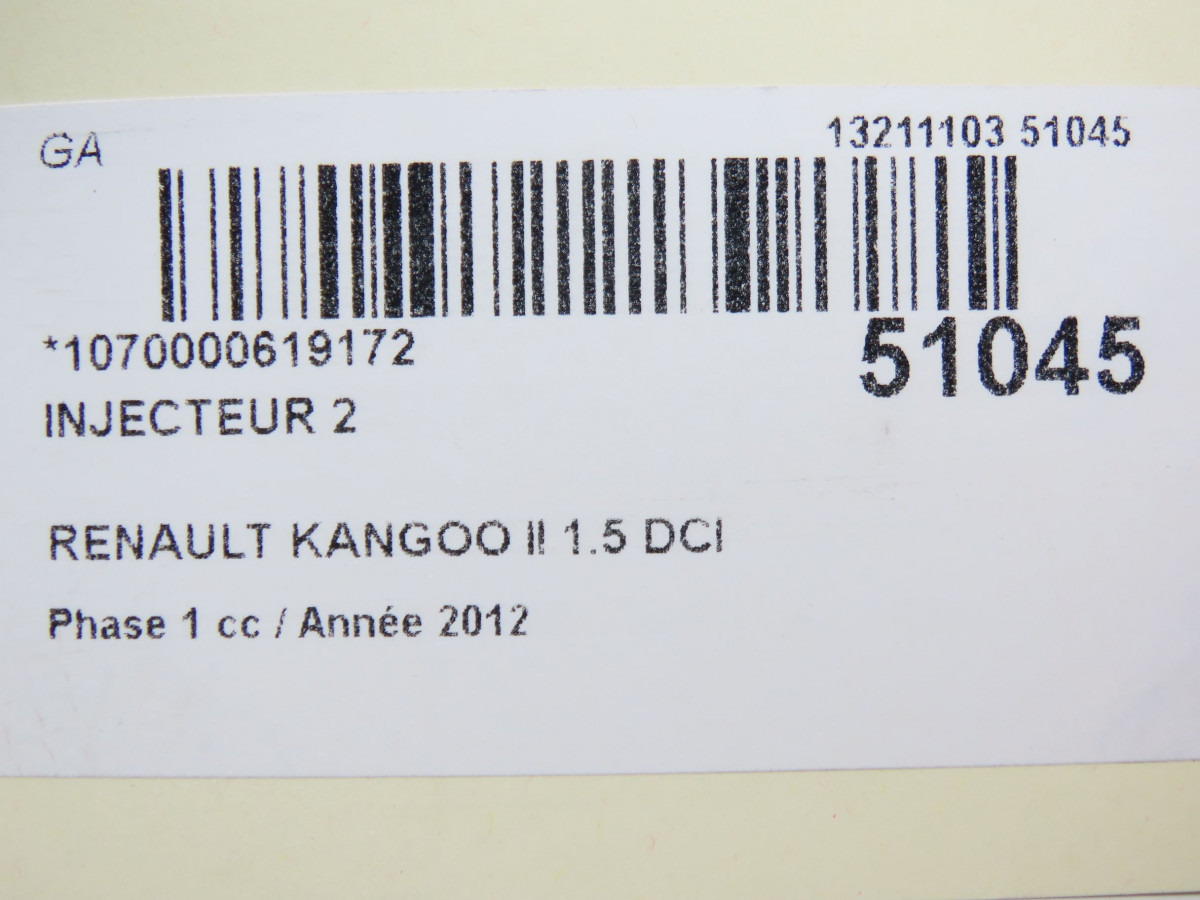 GA
13211103 51045
*1070000619172
51045
INJECTEUR 2
RENAULT KANGOO II 1.5 DCI
Phase 1 cc / Année 2012